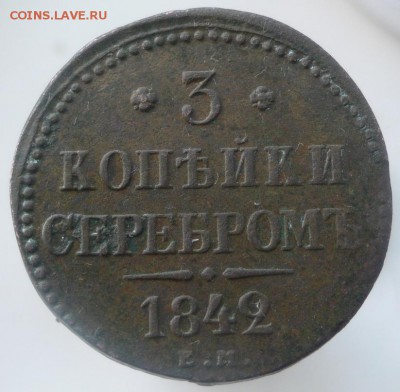 COINS.LAVE.RU
3
КОПѢЙКИ
СЕРЕБРОМЪ
1842
Е.М.